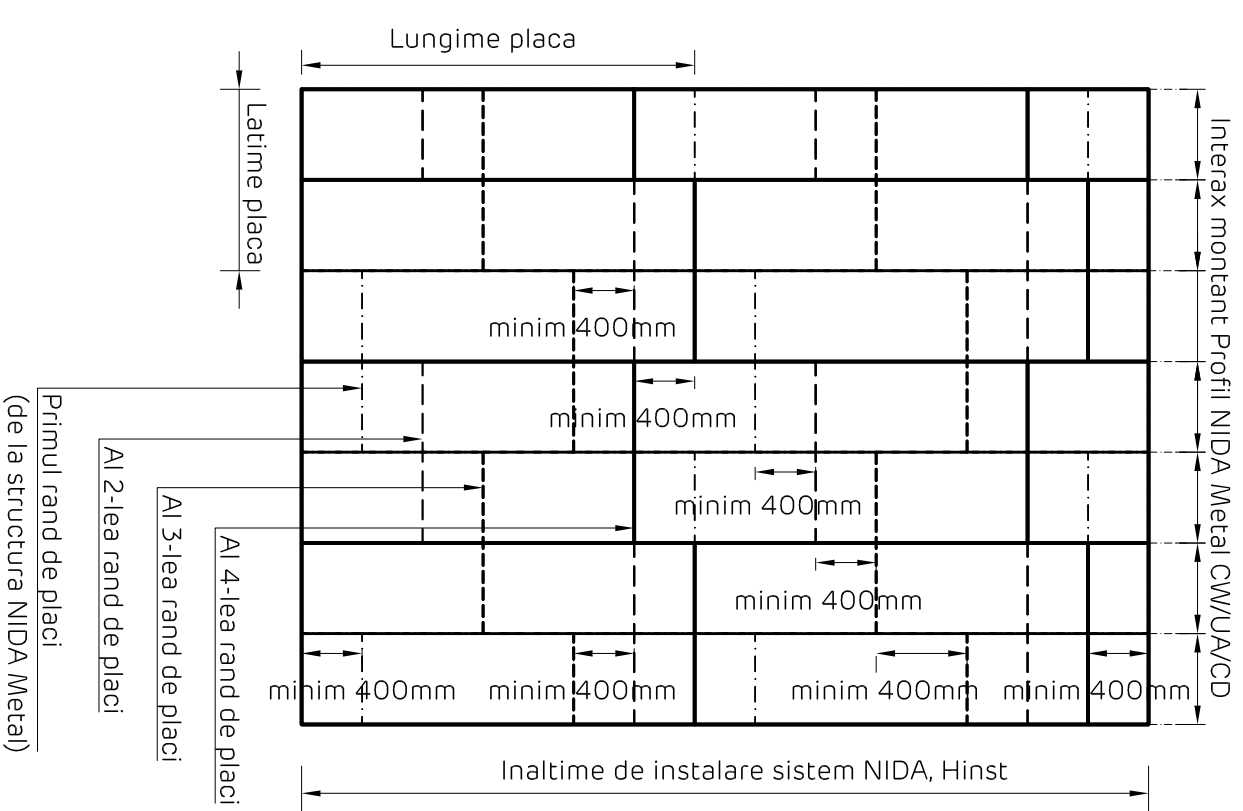 Lungime placa
Latime placa
Interax montant Profil NIDA Metal CW/UA/CD
minim 400mm
minim 400mm
minim 400mm
minim 400mm
minim 400mm
minim 400mm
minim 400mm
minim 400mm
Primul rand de placi
(de la structura NIDA Metal)
Al 2-lea rand de placi
Al 3-lea rand de placi
Al 4-lea rand de placi
Inaltime de instalare sistem NIDA, Hinst